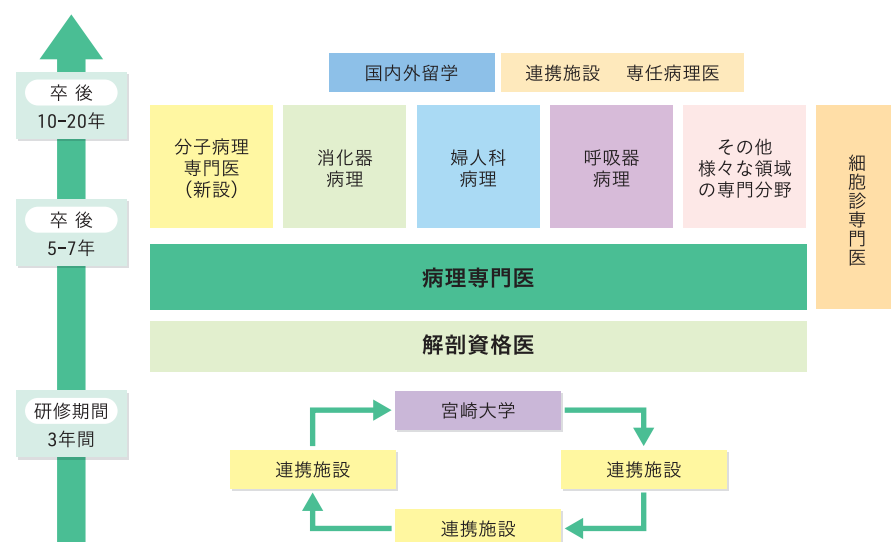 国内外留学
連携施設 専任病理医
卒 後
10-20年
分子病理
専門医
(新設)
消化器
病理
婦人科
病理
呼吸器
病理
その他
様々な領域
の専門分野
細胞診専門医
卒 後
5-7年
病理専門医
解剖資格医
研修期間
3年間
宮崎大学
連携施設
連携施設
連携施設